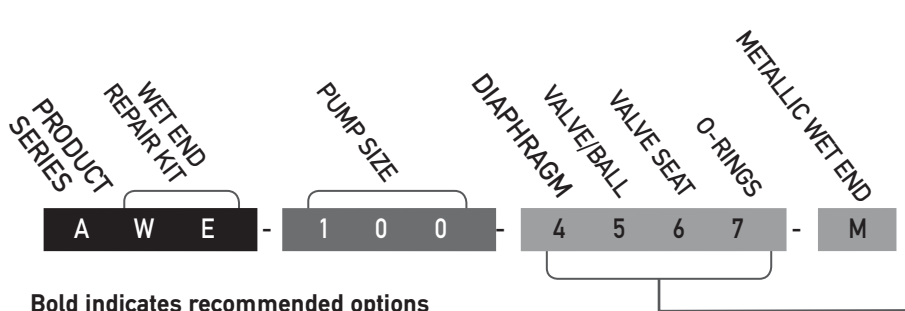 PRODUCT
SERIES
WET END
REPAIR KIT
PUMP SIZE
DIAPHRAGM
VALVE/BALL
VALVE SEAT
O-RINGS
METALLIC WET END
A W E - 1 0 0 - 4 5 6 7 - M
Bold indicates recommended options